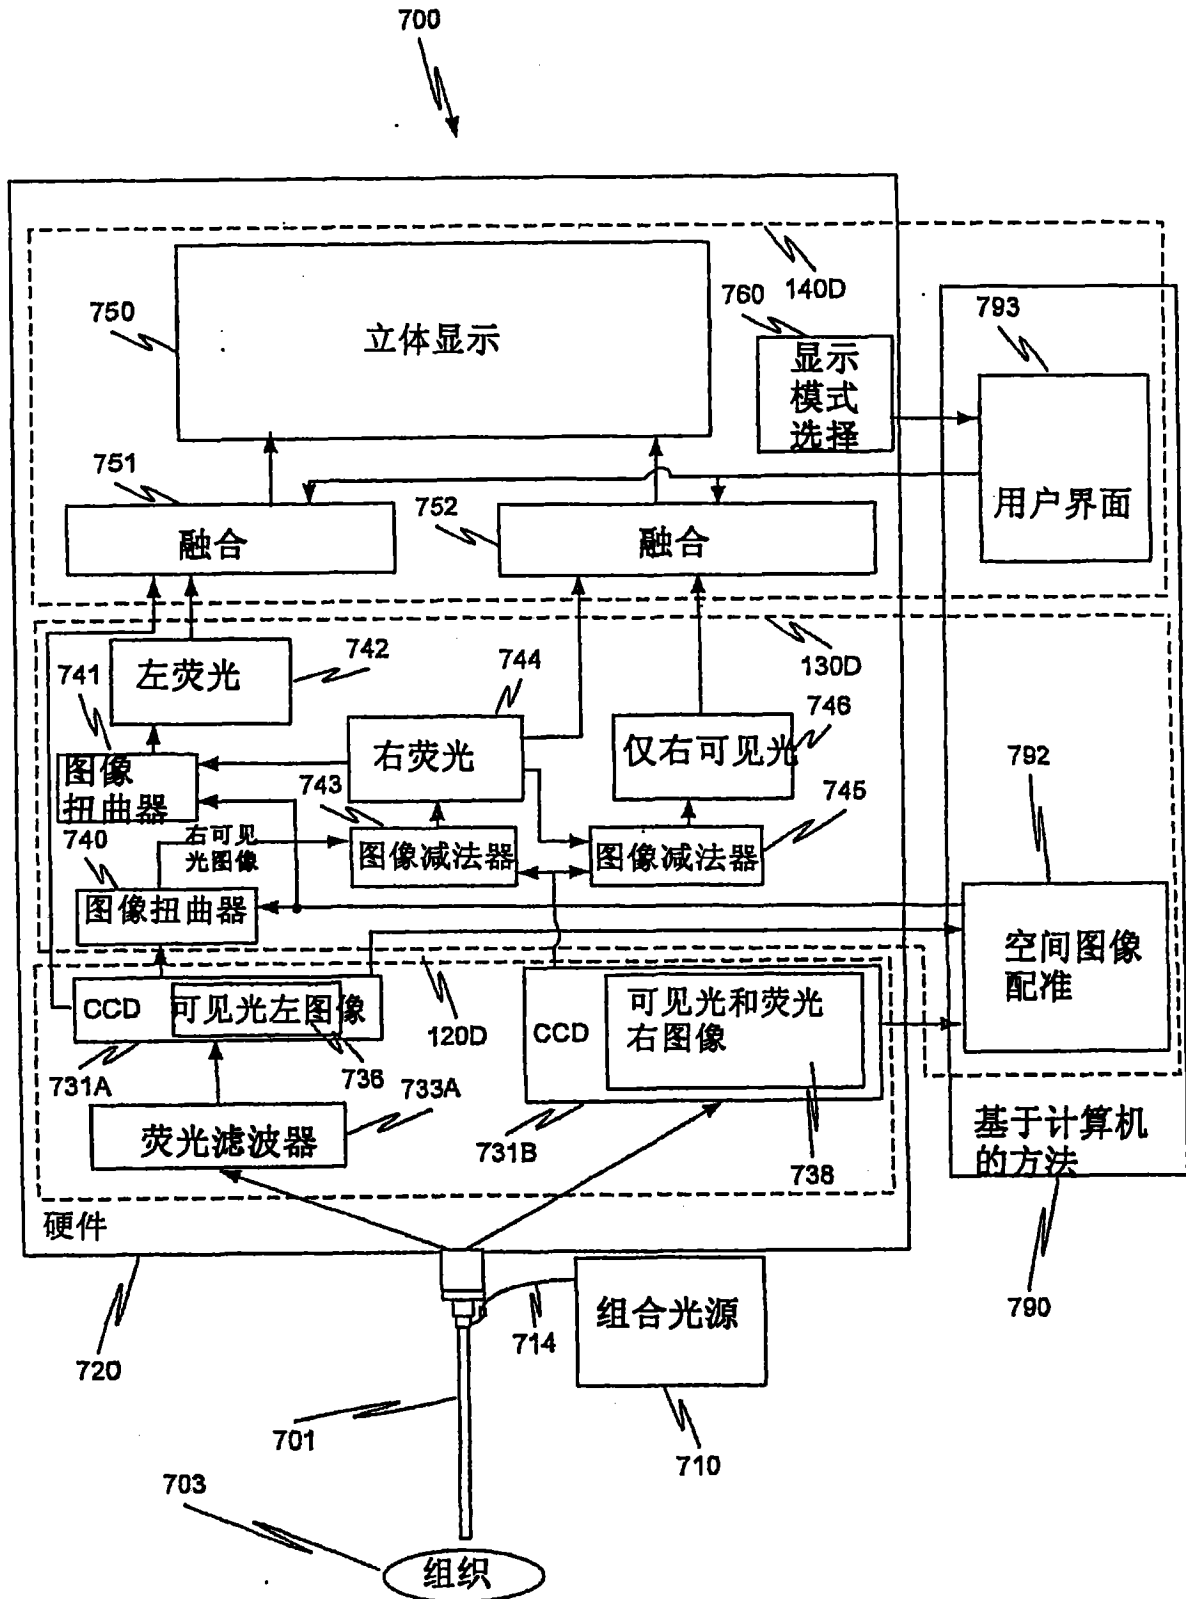 700
140D
750
立体显示
760
显示
模式
选择
793
用户界面
751
融合
752
融合
130D
741
左荧光
742
744
右荧光
746
仅右可见光
图像
扭曲器
743
745
792
740
右可见
光图像
图像减法器
图像减法器
图像扭曲器
空间图像
配准
CCD
可见光左图像
120D
CCD
可见光和荧光
右图像
731A
736
733A
荧光滤波器
731B
738
基于计算机
的方法
硬件
720
714
组合光源
790
701
710
703
组织